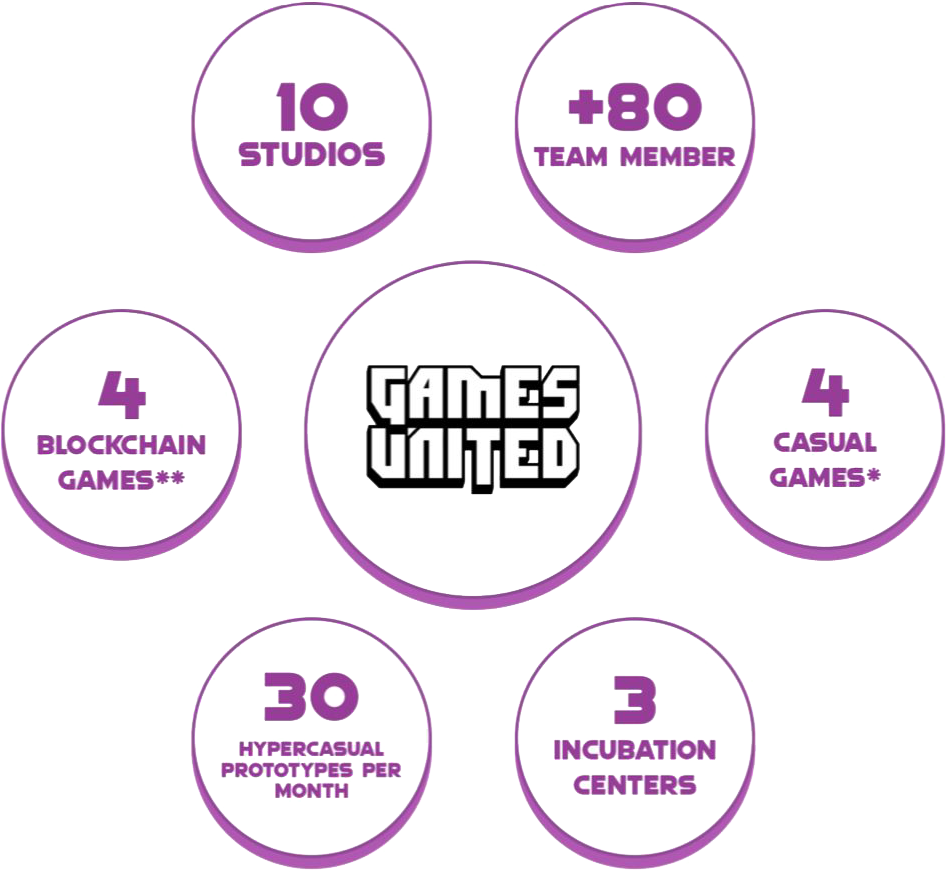 10
STUDIOS
+80
TEAM MEMBER
4
BLOCKCHAIN
GAMES**
GAMES
UNITED
4
CASUAL
GAMES*
30
HYPERCASUAL
PROTOTYPES PER
MONTH
3
INCUBATION
CENTERS